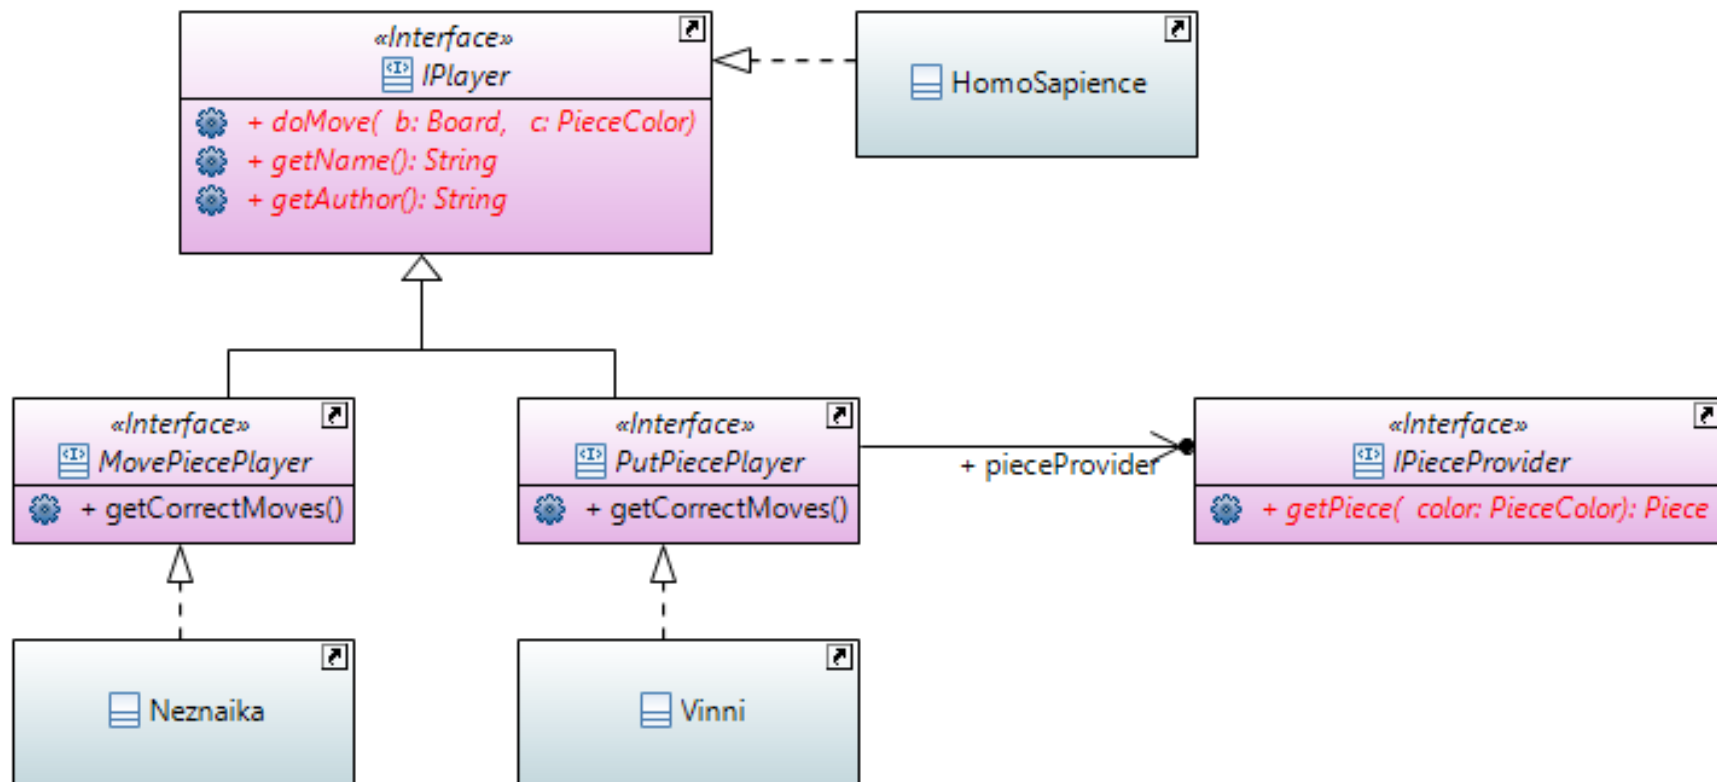 «Interface»
IPlayer
+ doMove( b: Board, c: PieceColor)
+ getName(): String
+ getAuthor(): String
HomoSapience
«Interface»
MovePiecePlayer
+ getCorrectMoves()
«Interface»
PutPiecePlayer
+ getCorrectMoves()
+ pieceProvider
«Interface»
IPieceProvider
+ getPiece( color: PieceColor): Piece
Neznaika
Vinni